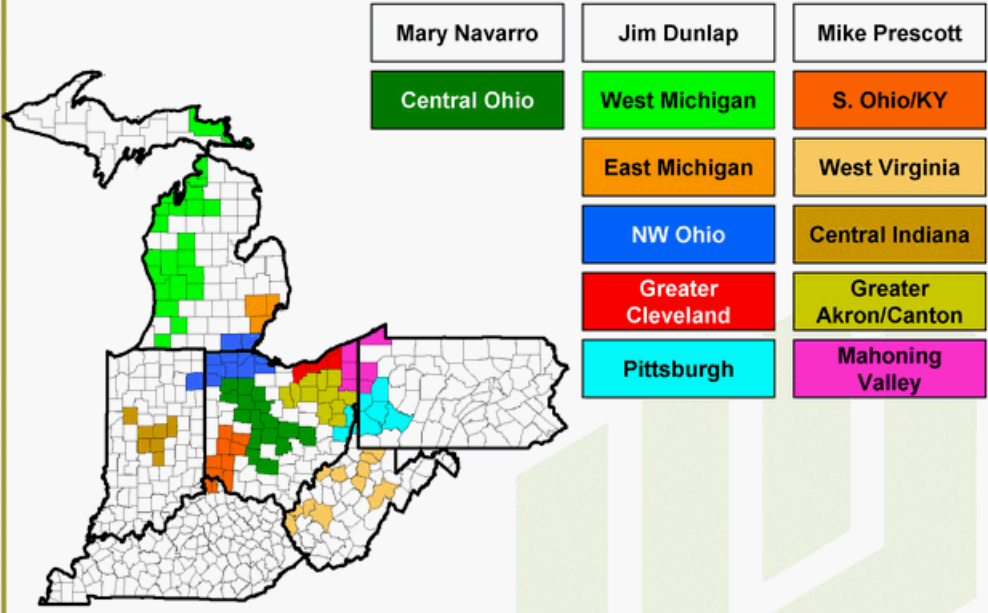 Mary Navarro
Jim Dunlap
Mike Prescott
Central Ohio
West Michigan
S. Ohio/KY
East Michigan
West Virginia
NW Ohio
Central Indiana
Greater
Cleveland
Greater
Akron/Canton
Pittsburgh
Mahoning
Valley